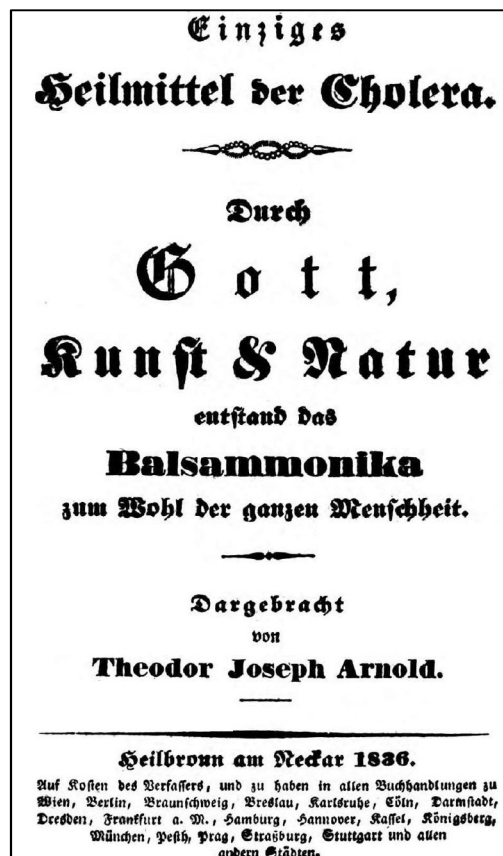 Einziges
Heilmittel der Cholera.
Durch
Gott,
Kunst & Natur
entstand das
Balsammonika
zum Wohl der ganzen Menschheit.
Dargebracht
von
Theodor Joseph Arnold.
Heilbronn am Neckar 1836.
Auf Kosten des Verfassers, und zu haben in allen Buchhandlungen zu
Wien, Berlin, Braunschweig, Breslau, Karlsruhe, Cöln, Darmstadt,
Dresden, Frankfurt a. M., Hamburg, Hannover, Kassel, Königsberg,
München, Pesth, Prag, Straßburg, Stuttgart und allen
andern Städten.